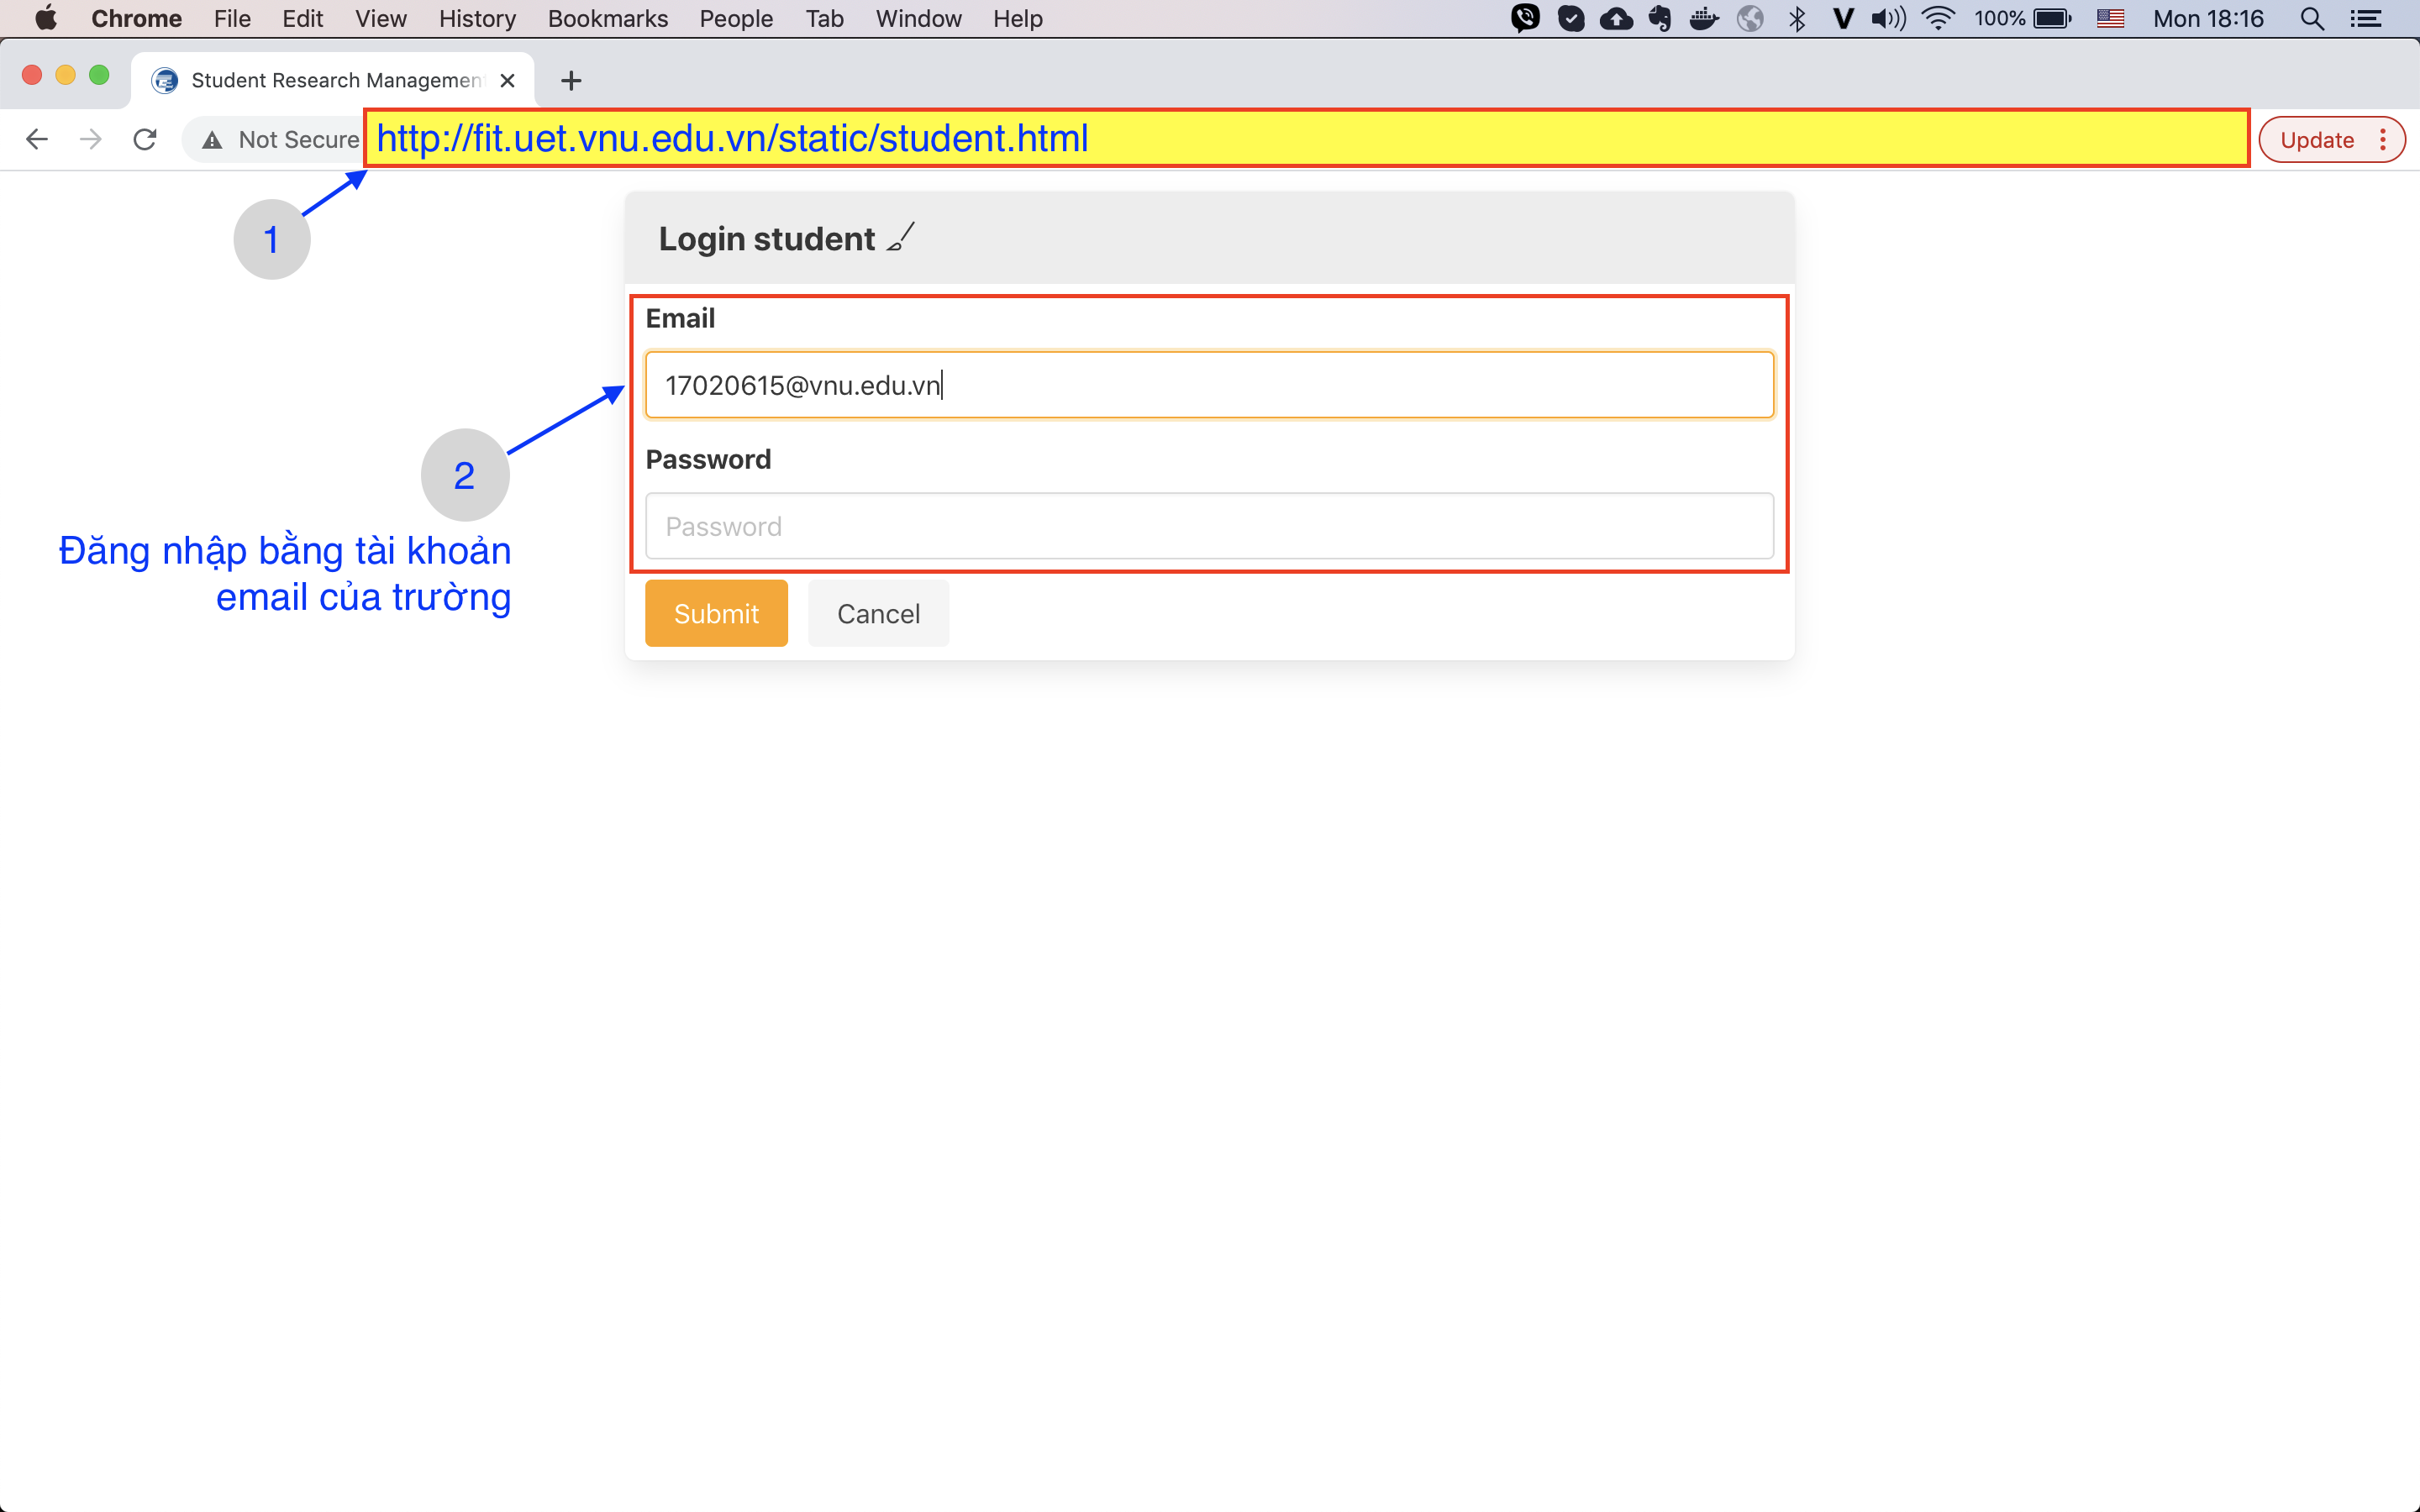 Chrome File Edit View History Bookmarks People Tab Window Help 100% Mon 18:16
Student Research Management
Not Secure http://fit.uet.vnu.edu.vn/static/student.html Update
1
Login student
Email
17020615@vnu.edu.vn
2
Password
Password
Đăng nhập bằng tài khoản
email của trường
Submit Cancel